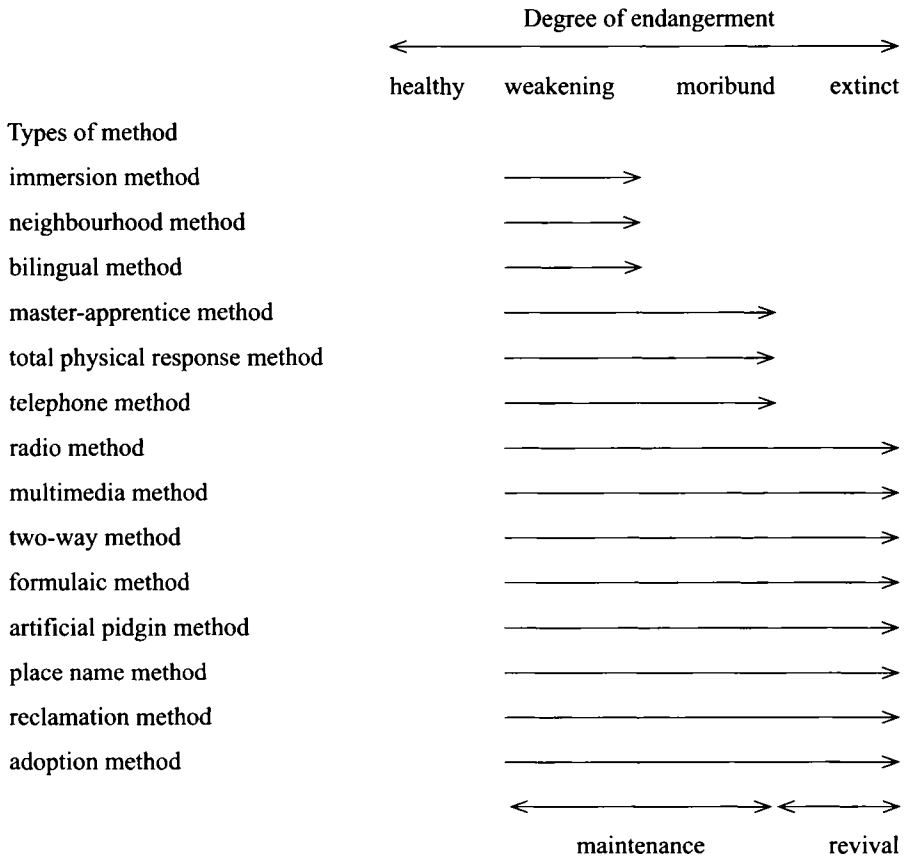 Degree of endangerment
healthy weakening moribund extinct
Types of method
immersion method
neighbourhood method
bilingual method
master-apprentice method
total physical response method
telephone method
radio method
multimedia method
two-way method
formulaic method
artificial pidgin method
place name method
reclamation method
adoption method
maintenance revival